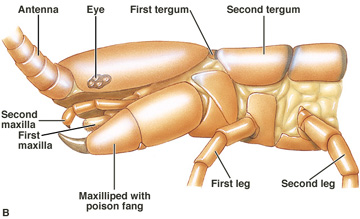 Antenna
Eye
First tergum
Second tergum
Second
maxilla
First
maxilla
Maxilliped with
poison fang
First leg
Second leg
B